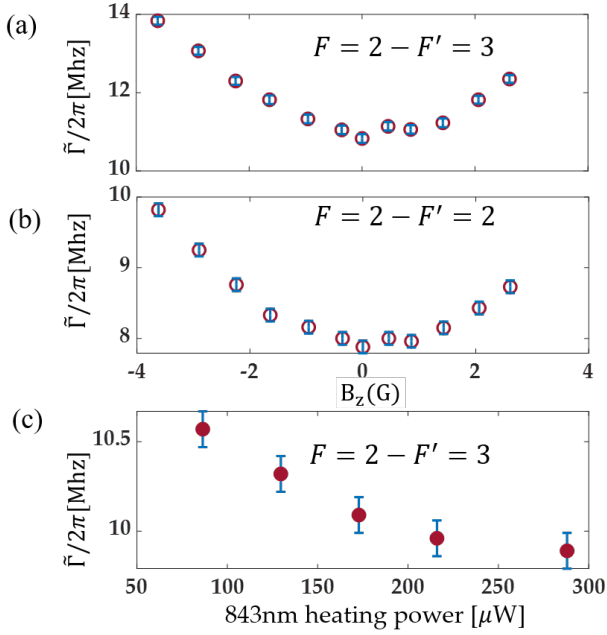 (a)
14
12
10
Γ̃/2π[Mhz]
F = 2 − F′ = 3
(b)
10
9
8
Γ̃/2π[Mhz]
F = 2 − F′ = 2
-4 -2 0 2 4
B_z(G)
(c)
10.5
10
Γ̃/2π[Mhz]
F = 2 − F′ = 3
50 100 150 200 250 300
843nm heating power [μW]